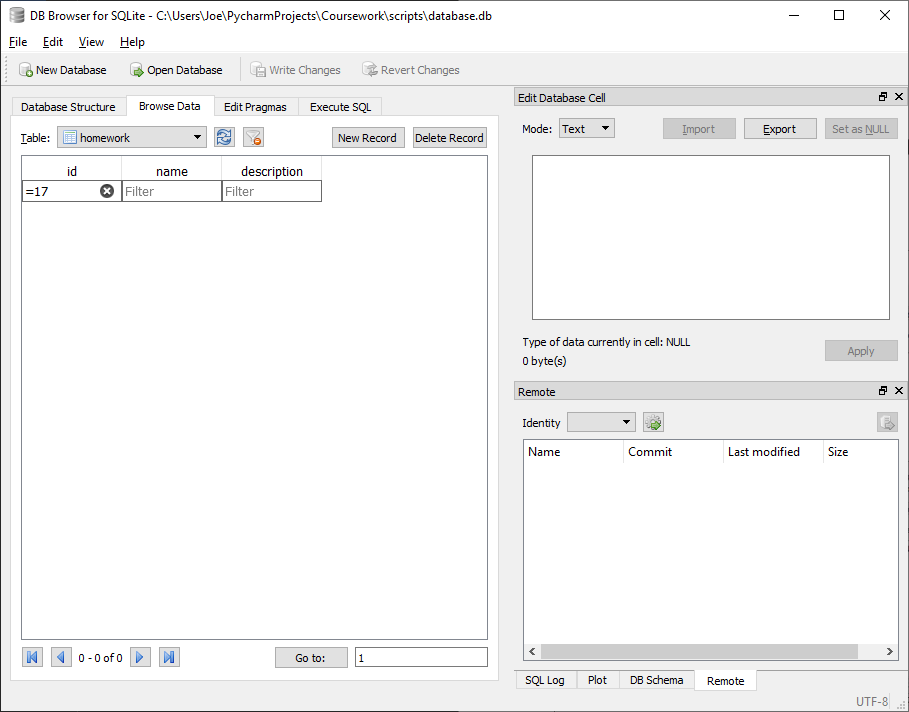 DB Browser for SQLite - C:\Users\Joe\PycharmProjects\Coursework\scripts\database.db
File Edit View Help
New Database Open Database Write Changes Revert Changes
Database Structure Browse Data Edit Pragmas Execute SQL
Table: homework New Record Delete Record
id name description
=17 Filter Filter
0 - 0 of 0 Go to: 1
Edit Database Cell
Mode: Text Import Export Set as NULL
Type of data currently in cell: NULL
0 byte(s)
Apply
Remote
Identity
Name Commit Last modified Size
SQL Log Plot DB Schema Remote
UTF-8